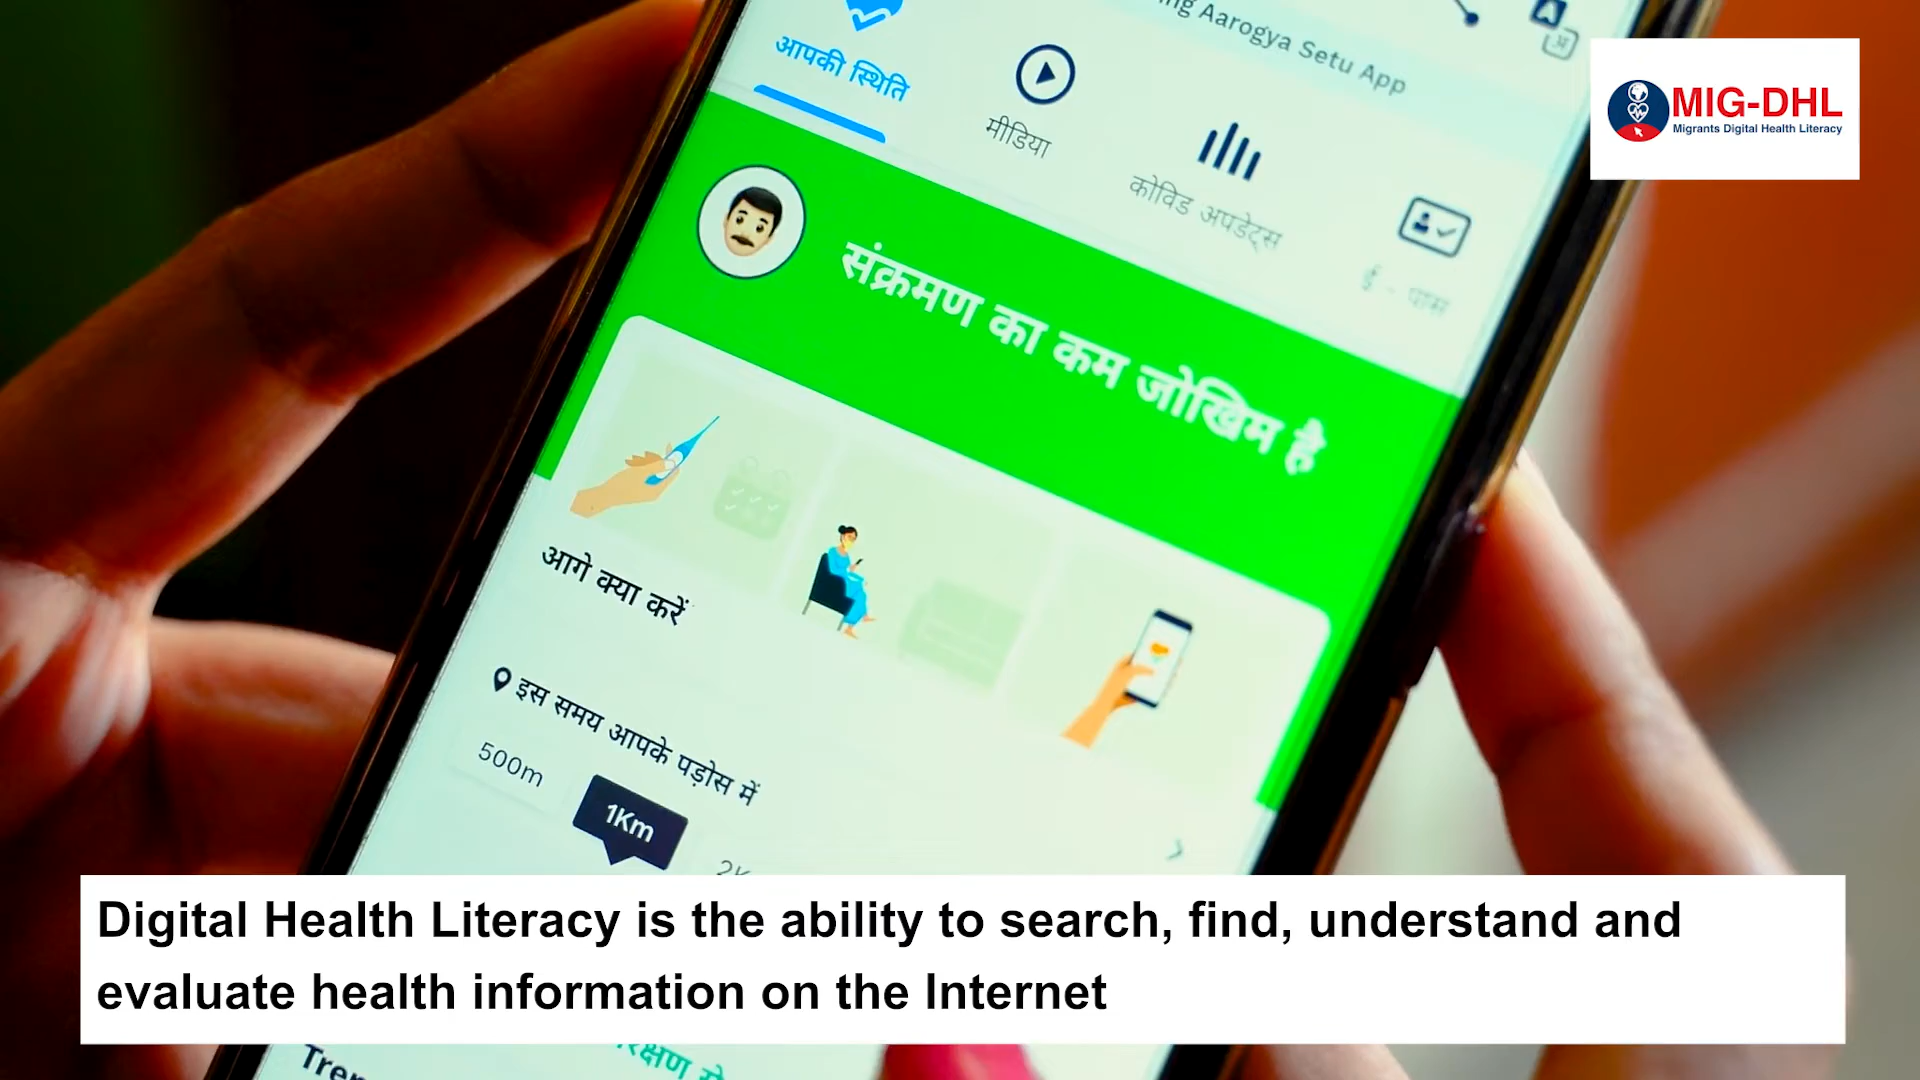 ing Aarogya Setu App
आपकी स्थिति
मीडिया
कोविड अपडेट्स
ई - पास
MIG-DHL
Migrants Digital Health Literacy
संक्रमण का कम जोखिम है
आगे क्या करें
इस समय आपके पड़ोस में
500m
1Km
Digital Health Literacy is the ability to search, find, understand and
evaluate health information on the Internet